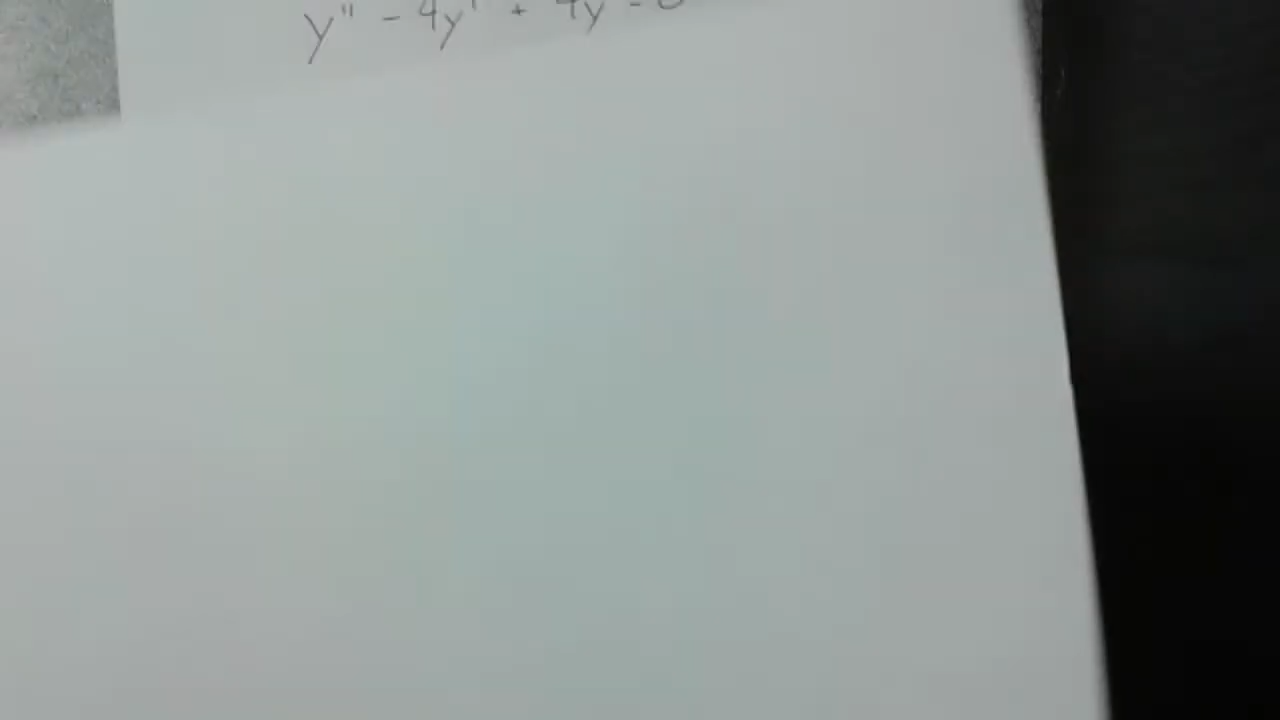 y'' - 4y' + 4y = 0